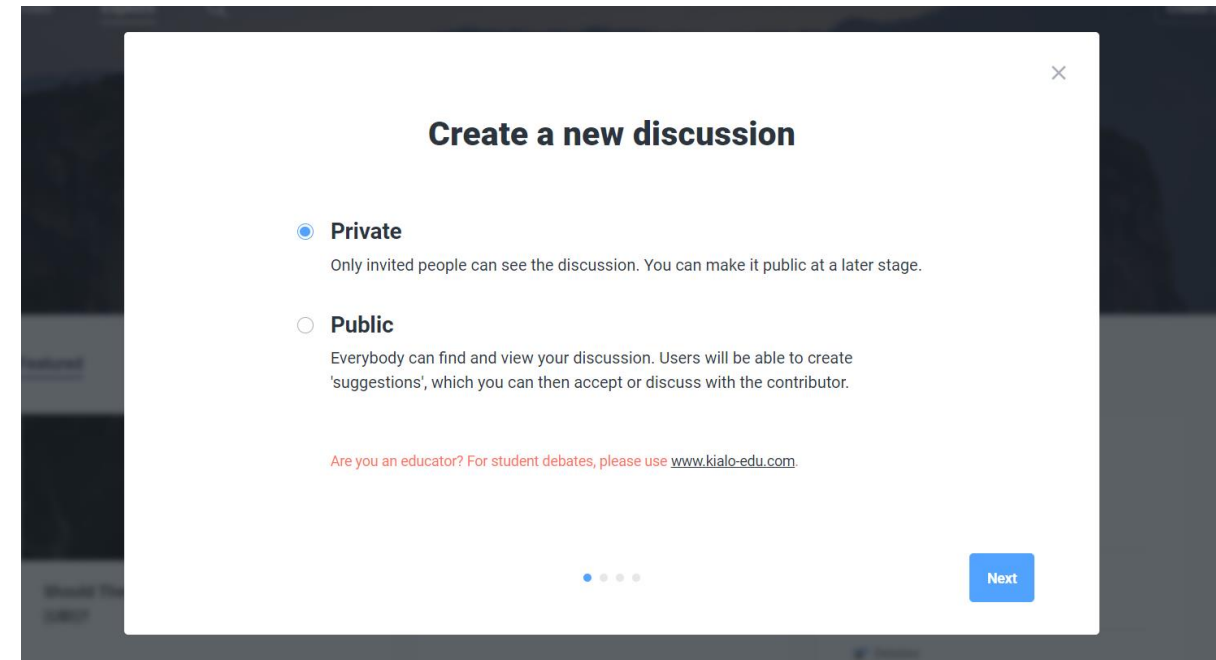 Create a new discussion
Private
Only invited people can see the discussion. You can make it public at a later stage.
Public
Everybody can find and view your discussion. Users will be able to create
'suggestions', which you can then accept or discuss with the contributor.
Are you an educator? For student debates, please use www.kialo-edu.com.
Next
Featured
Should The